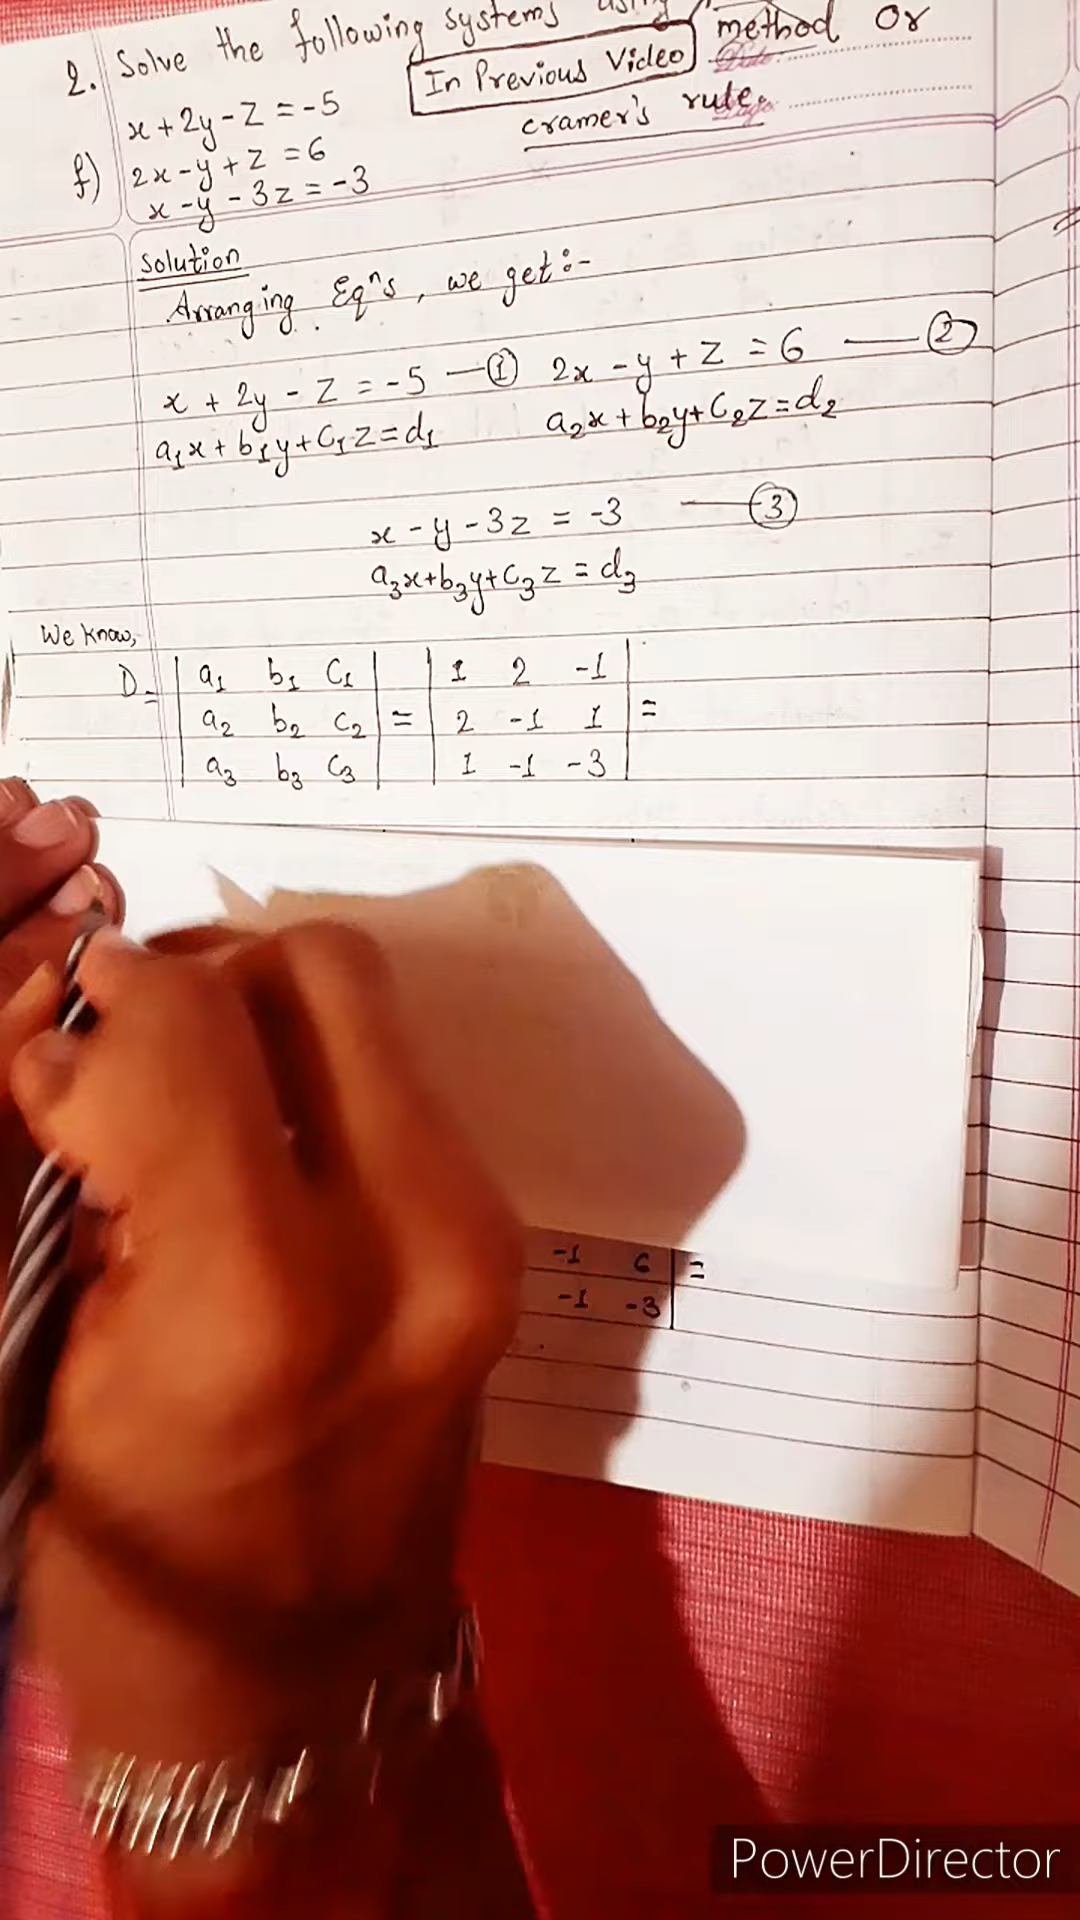 2. Solve the following systems using method Or
In Previous Video
cramer's rule.
x + 2y - z = -5
f) 2x - y + z = 6
x - y - 3z = -3
Solution
Arranging Eqⁿs, we get :-
x + 2y - z = -5 — ① 2x - y + z = 6 — ②
a₁x + b₁y + c₁z = d₁ a₂x + b₂y + c₂z = d₂
x - y - 3z = -3 — ③
a₃x + b₃y + c₃z = d₃
We know,
D = | a₁ b₁ c₁ | = | 1 2 -1 | =
| a₂ b₂ c₂ | | 2 -1 1 |
| a₃ b₃ c₃ | | 1 -1 -3 |
-1 6 | =
-1 -3 |
PowerDirector